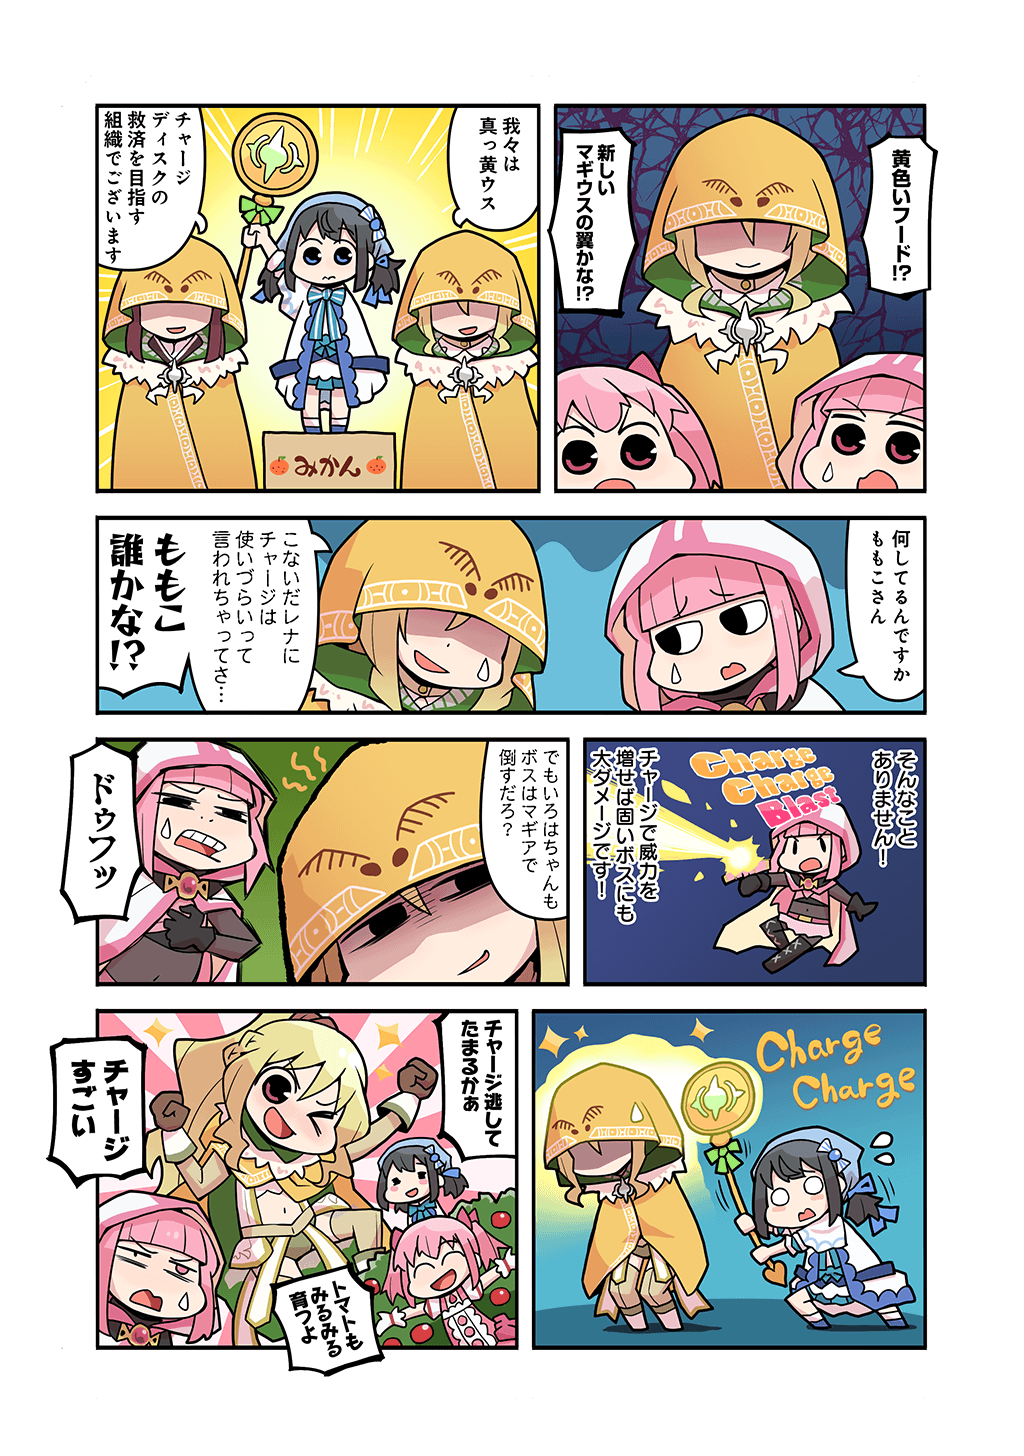 黄色いフード!?
新しい
マギウスの翼かな!?
我々は
真っ黄ウス
チャージ
ディスクの
救済を目指す
組織でございます
みかん
何してるんですか
ももこさん
こないだレナに
チャージは
使いづらいって
言われちゃってさ…
ももこ
誰かな!?
そんなこと
ありません!
Charge
Charge
Blast
チャージで威力を
増せば固いボスにも
大ダメージです!
でもいろはちゃんも
ボスはマギアで
倒すだろ?
ドゥフッ
Charge
Charge
チャージ逃して
たまるかぁ
チャージ
すごい
トマトも
みるみる
育つよ